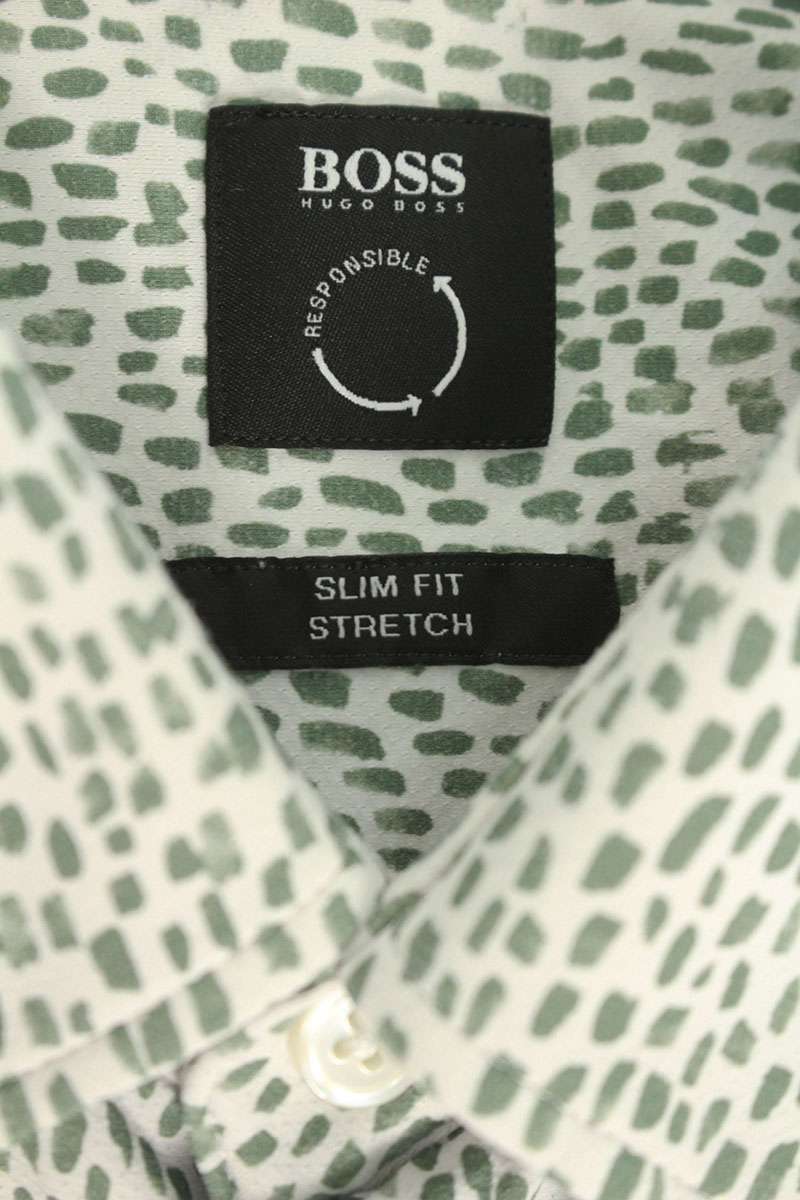 BOSS
HUGO BOSS
RESPONSIBLE
SLIM FIT
STRETCH